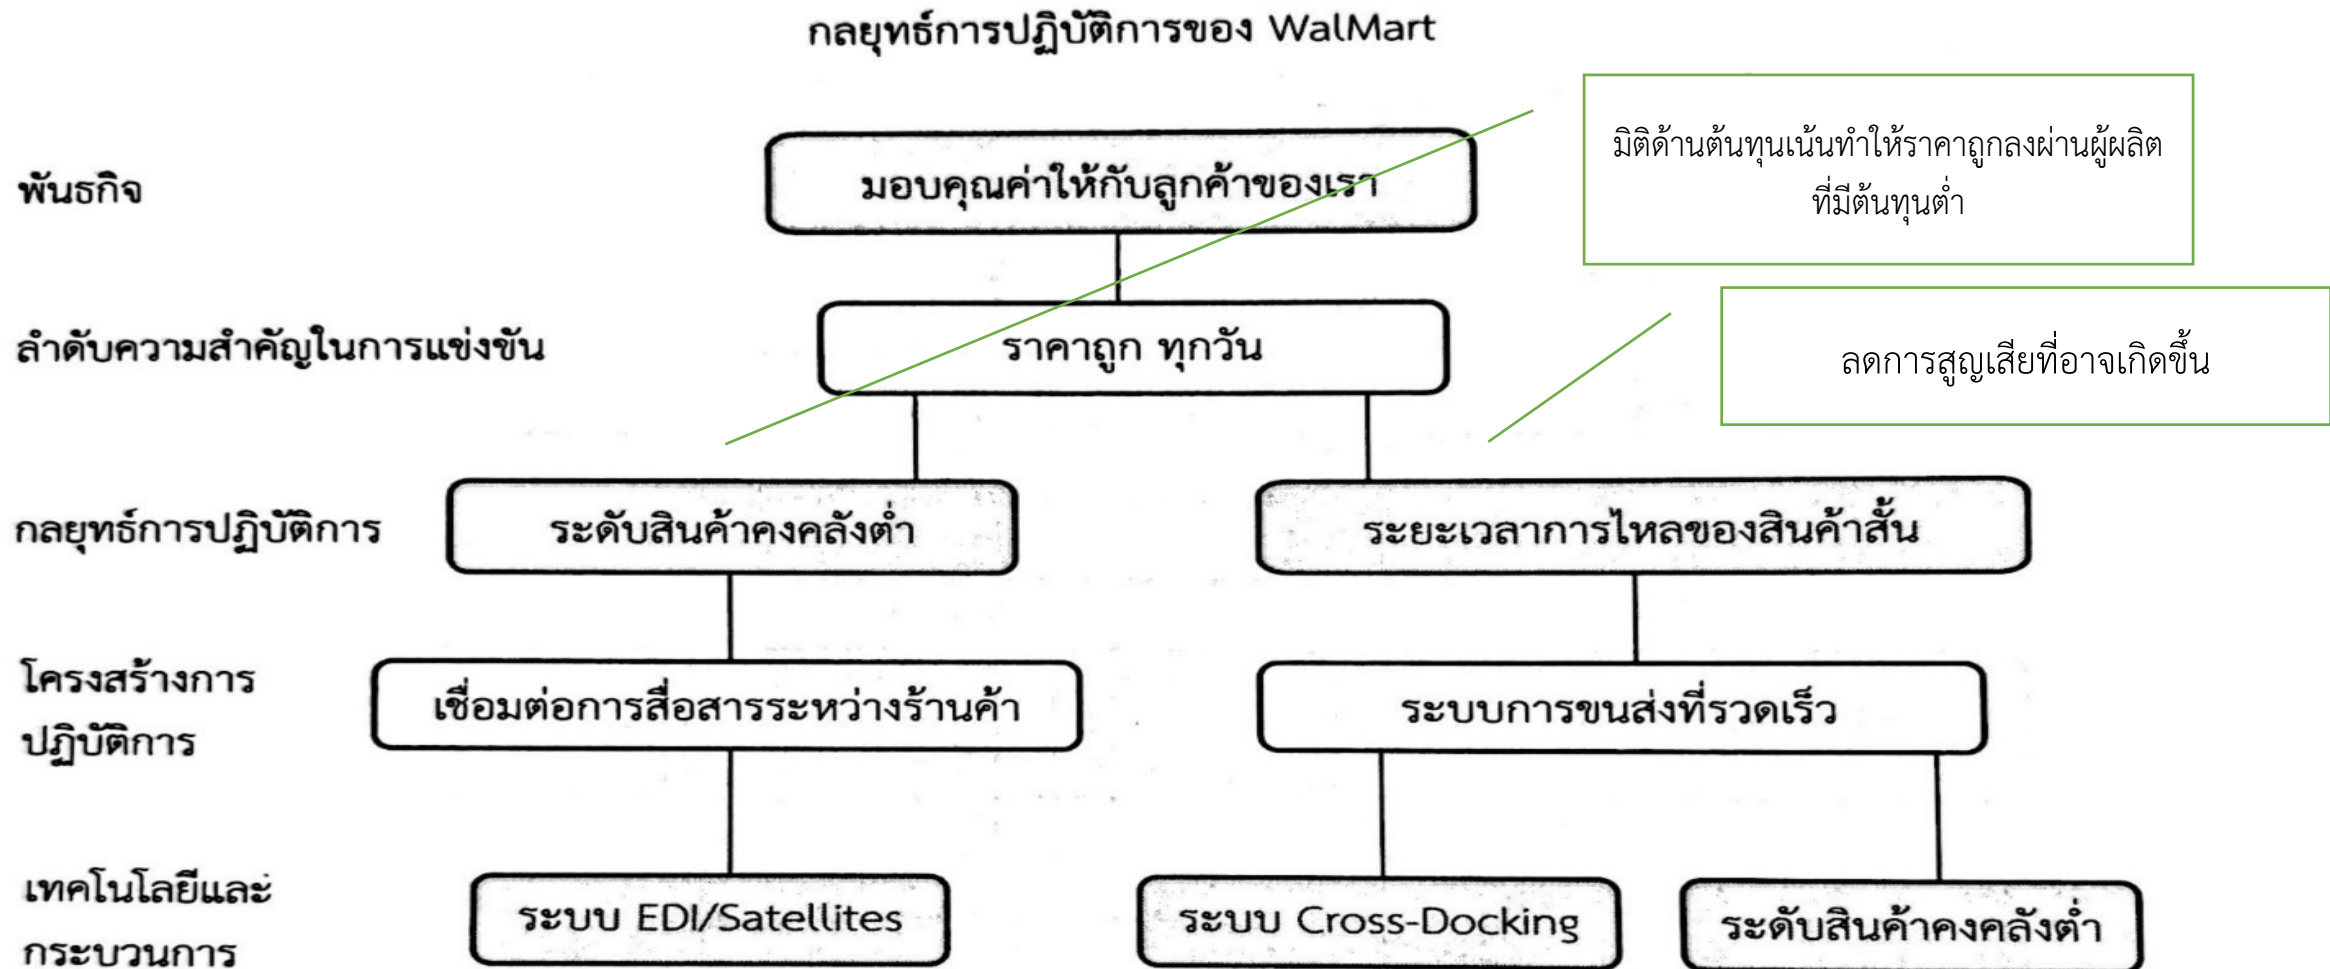 กลยุทธ์การปฏิบัติการของ WalMart
มิติด้านต้นทุนเน้นทำให้ราคาถูกลงผ่านผู้ผลิต
ที่มีต้นทุนต่ำ
พันธกิจ
มอบคุณค่าให้กับลูกค้าของเรา
ลำดับความสำคัญในการแข่งขัน
ราคาถูก ทุกวัน
ลดการสูญเสียที่อาจเกิดขึ้น
กลยุทธ์การปฏิบัติการ
ระดับสินค้าคงคลังต่ำ
ระยะเวลาการไหลของสินค้าสั้น
โครงสร้างการ
ปฏิบัติการ
เชื่อมต่อการสื่อสารระหว่างร้านค้า
ระบบการขนส่งที่รวดเร็ว
เทคโนโลยีและ
กระบวนการ
ระบบ EDI/Satellites
ระบบ Cross-Docking
ระดับสินค้าคงคลังต่ำ